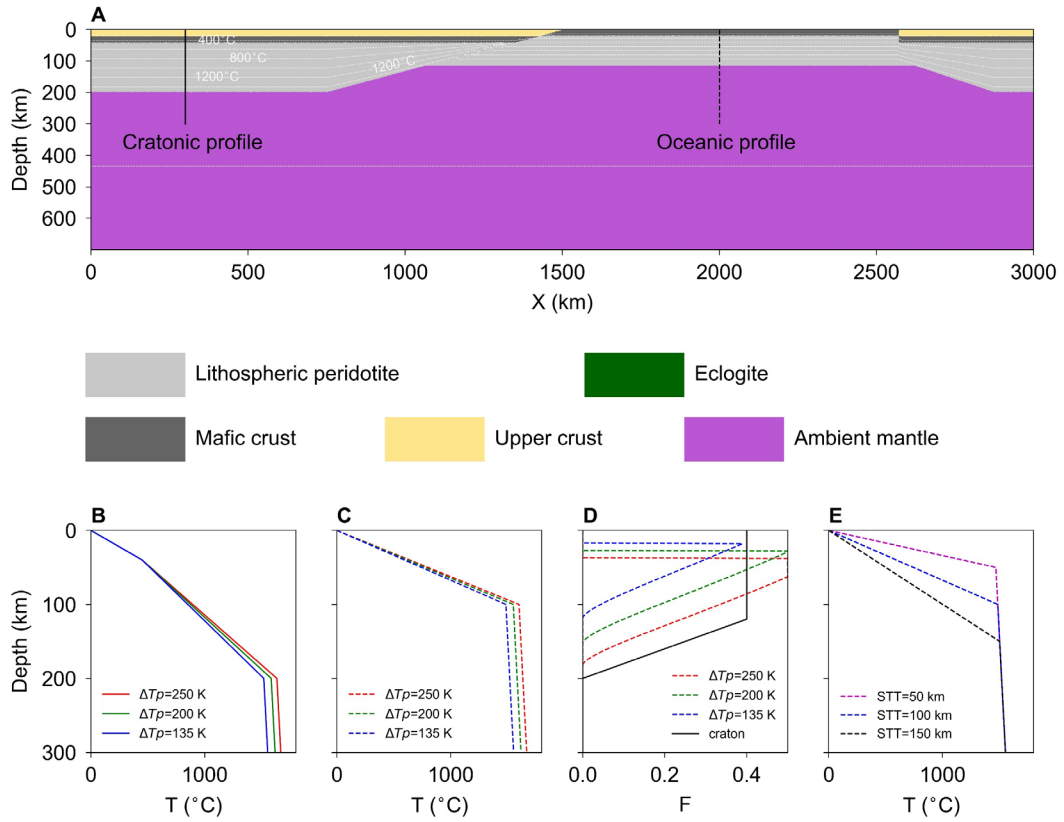 A
0
100
200
300
400
500
600
Depth (km)
400°C
800°C
1200°C
1200°C
Cratonic profile
Oceanic profile
0 500 1000 1500 2000 2500 3000
X (km)
Lithospheric peridotite
Eclogite
Mafic crust
Upper crust
Ambient mantle
B
0
100
200
300
Depth (km)
ΔTp=250 K
ΔTp=200 K
ΔTp=135 K
0 1000
T (°C)
C
ΔTp=250 K
ΔTp=200 K
ΔTp=135 K
0 1000
T (°C)
D
ΔTp=250 K
ΔTp=200 K
ΔTp=135 K
craton
0.0 0.2 0.4
F
E
STT=50 km
STT=100 km
STT=150 km
0 1000
T (°C)